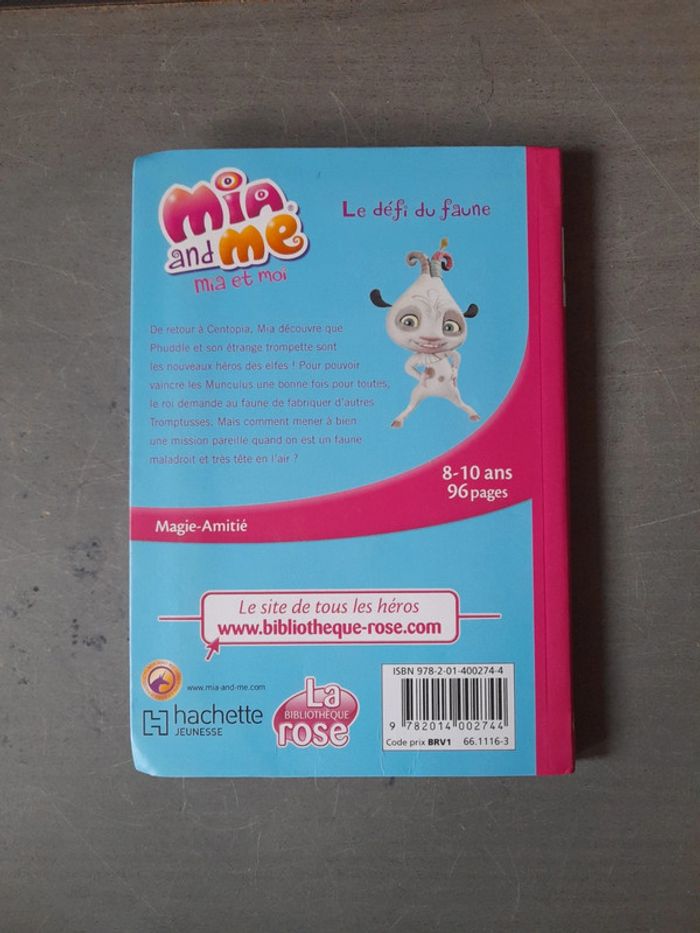 mia
and me
mia et moi
Le défi du faune
De retour à Centopia, Mia découvre que
Phuddle et son étrange trompette sont
les nouveaux héros des elfes ! Pour pouvoir
vaincre les Munculus une bonne fois pour toutes,
le roi demande au faune de fabriquer d'autres
Tromptusses. Mais comment mener à bien
une mission pareille quand on est un faune
maladroit et très tête en l'air ?
8-10 ans
96 pages
Magie-Amitié
Le site de tous les héros
www.bibliotheque-rose.com
www.mia-and-me.com
hachette
JEUNESSE
La
BIBLIOTHÈQUE
rose
ISBN 978-2-01-400274-4
9 782014 002744
Code prix BRV1 66.1116-3